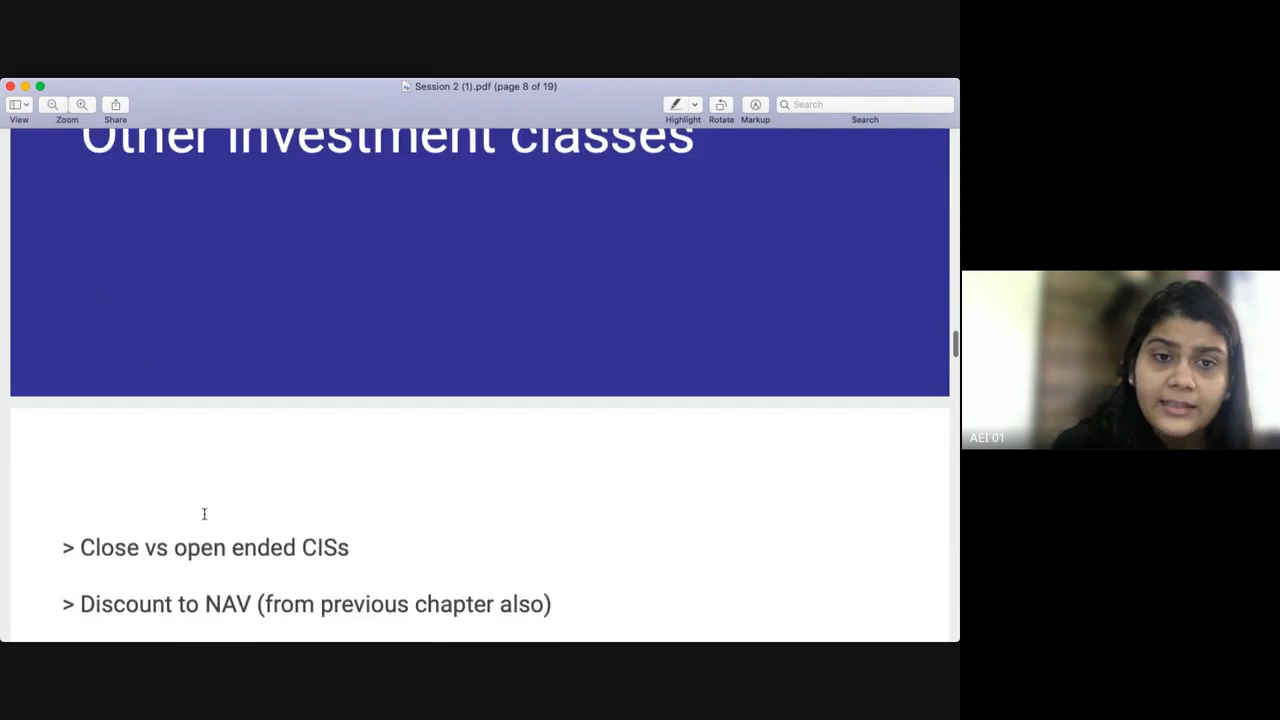 Session 2 (1).pdf (page 8 of 19)
View
Zoom
Share
Highlight
Rotate
Markup
Search
Search
Other investment classes
> Close vs open ended CISs
> Discount to NAV (from previous chapter also)
AEI 01